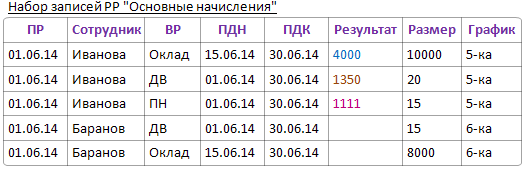 Набор записей РР "Основные начисления"
ПР Сотрудник ВР ПДН ПДК Результат Размер График
01.06.14 Иванова Оклад 15.06.14 30.06.14 4000 10000 5-ка
01.06.14 Иванова ДВ 01.06.14 30.06.14 1350 20 5-ка
01.06.14 Иванова ПН 01.06.14 30.06.14 1111 15 5-ка
01.06.14 Баранов ДВ 01.06.14 30.06.14 15 6-ка
01.06.14 Баранов Оклад 15.06.14 30.06.14 8000 6-ка